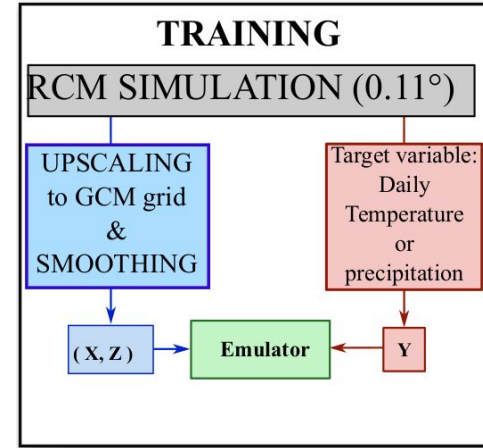 TRAINING
RCM SIMULATION (0.11°)
UPSCALING
to GCM grid
&
SMOOTHING
Target variable:
Daily
Temperature
or
precipitation
( X, Z )
Emulator
Y